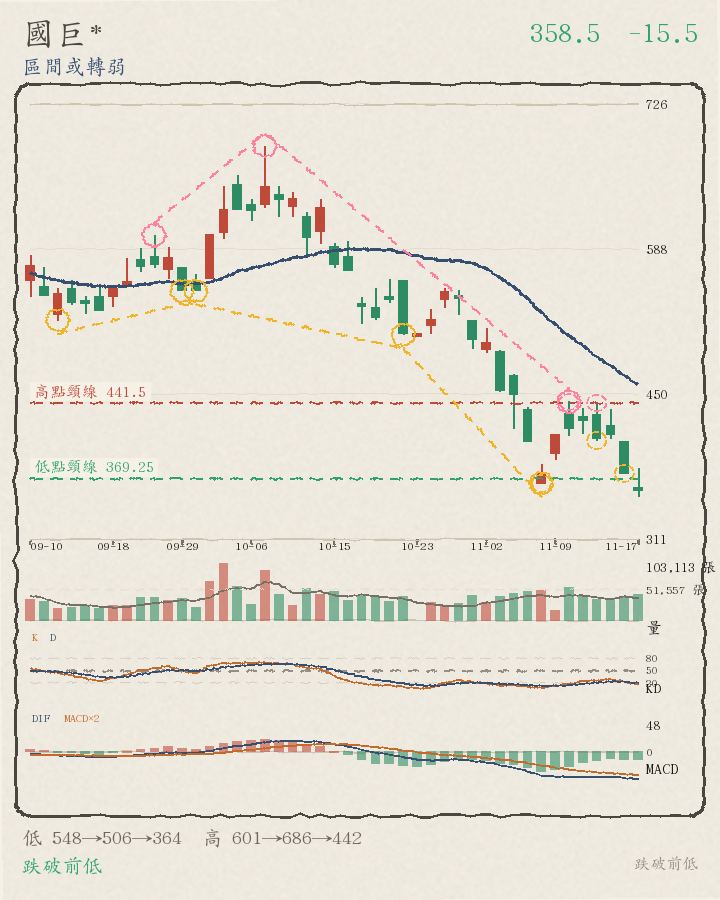 國巨* 358.5 -15.5
區間或轉弱
726
588
450
高點頸線 441.5
低點頸線 369.25
311
09-10 09-18 09-29 10-06 10-15 10-23 11-02 11-09 11-17
103,113 張
51,557 張
量
K D
80
50
20
KD
DIF MACD×2
48
0
MACD
低 548→506→364 高 601→686→442
跌破前低 跌破前低